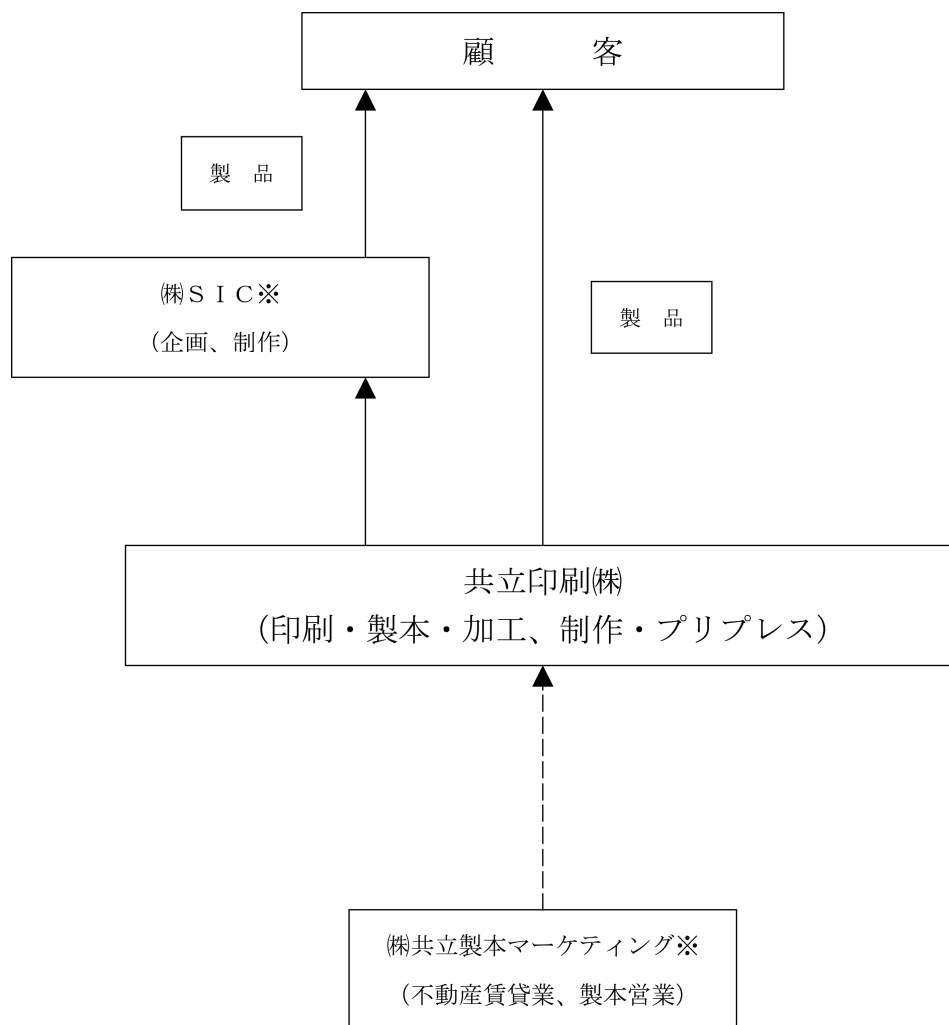 顧　　　客
製　品
㈱ＳＩＣ※
（企画、制作）
製　品
共立印刷㈱
（印刷・製本・加工、制作・プリプレス）
㈱共立製本マーケティング※
（不動産賃貸業、製本営業）